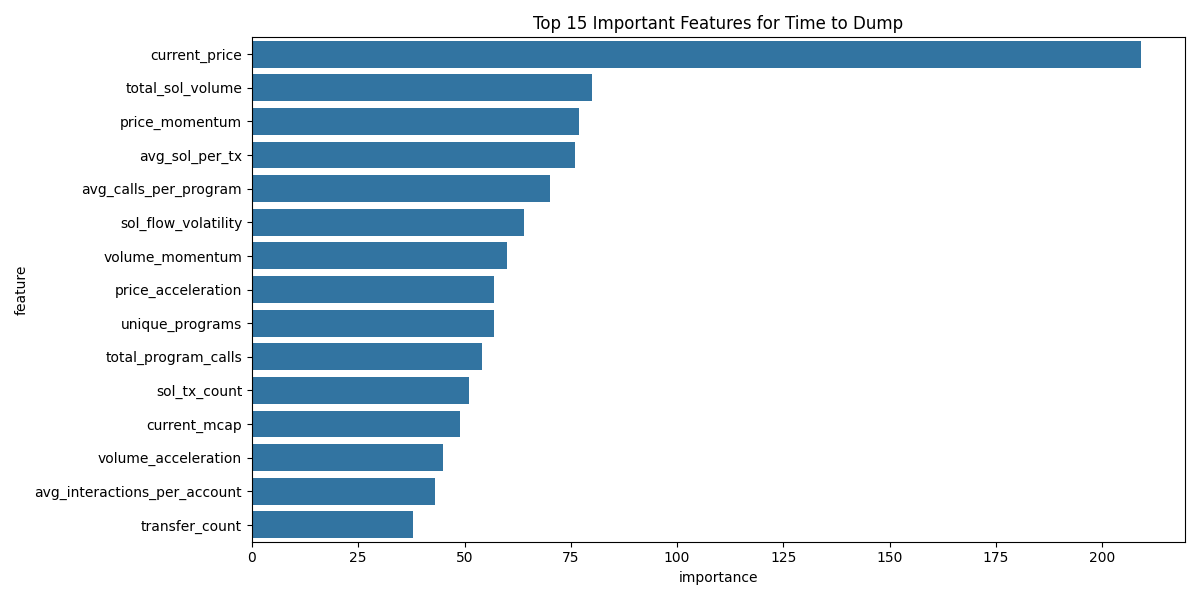 Top 15 Important Features for Time to Dump
feature
current_price
total_sol_volume
price_momentum
avg_sol_per_tx
avg_calls_per_program
sol_flow_volatility
volume_momentum
price_acceleration
unique_programs
total_program_calls
sol_tx_count
current_mcap
volume_acceleration
avg_interactions_per_account
transfer_count
0 25 50 75 100 125 150 175 200
importance